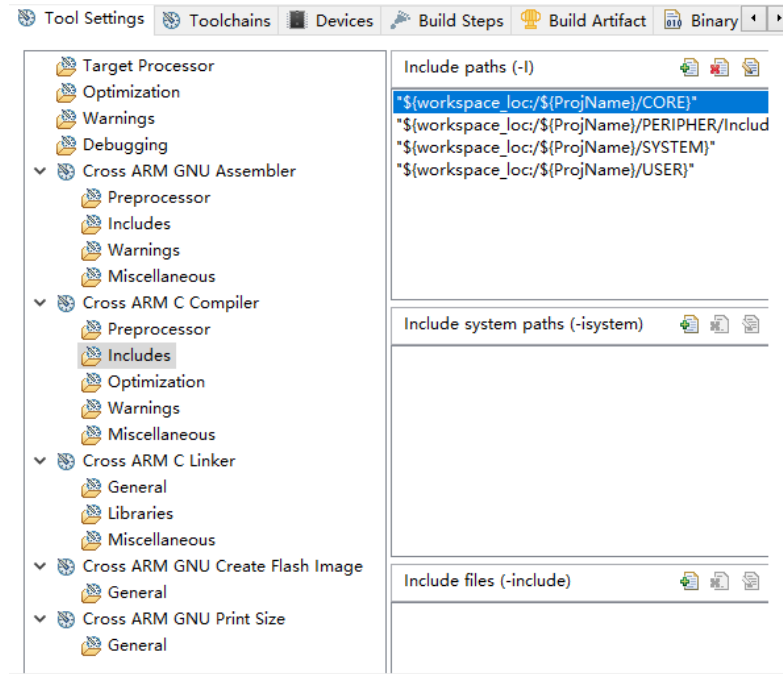 Tool Settings Toolchains Devices Build Steps Build Artifact Binary
Target Processor
Optimization
Warnings
Debugging
Cross ARM GNU Assembler
Preprocessor
Includes
Warnings
Miscellaneous
Cross ARM C Compiler
Preprocessor
Includes
Optimization
Warnings
Miscellaneous
Cross ARM C Linker
General
Libraries
Miscellaneous
Cross ARM GNU Create Flash Image
General
Cross ARM GNU Print Size
General
Include paths (-I)
"${workspace_loc:/${ProjName}/CORE}"
"${workspace_loc:/${ProjName}/PERIPHER/Includ
"${workspace_loc:/${ProjName}/SYSTEM}"
"${workspace_loc:/${ProjName}/USER}"
Include system paths (-isystem)
Include files (-include)